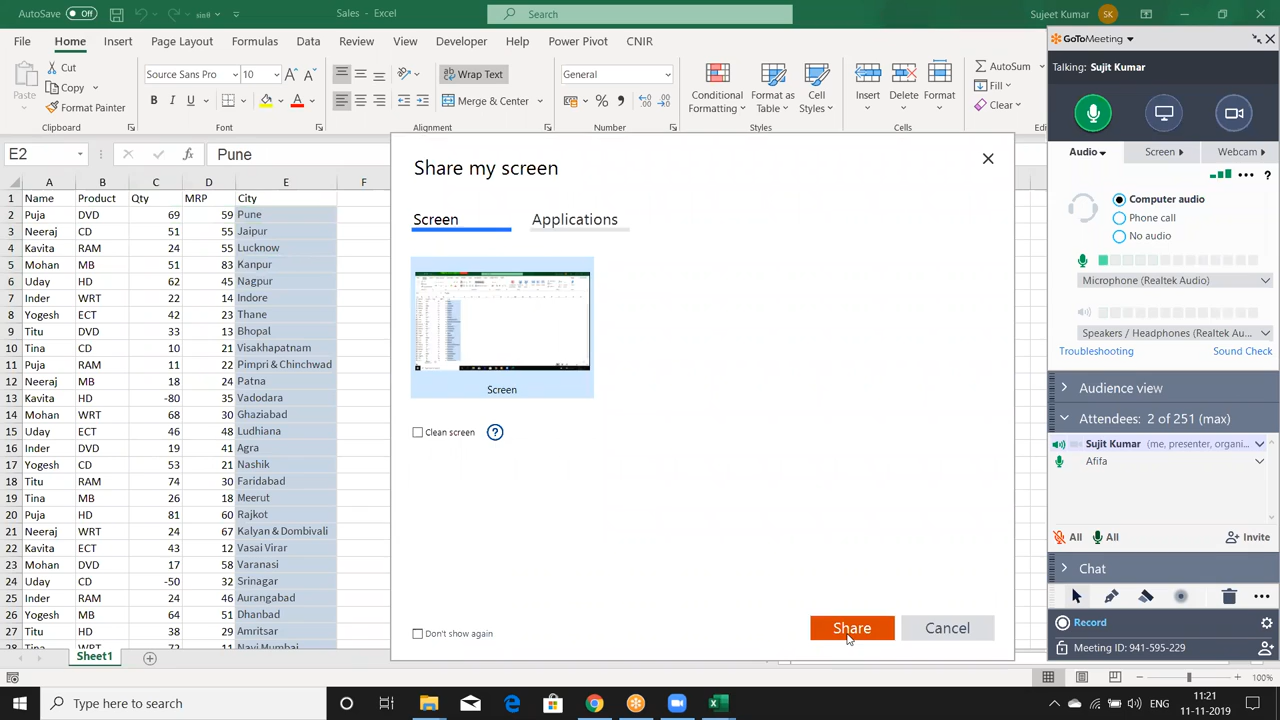 AutoSave Off
Sales - Excel
Search
Sujeet Kumar SK
File Home Insert Page Layout Formulas Data Review View Developer Help Power Pivot CNIR
Cut
Copy
Format Painter
Paste
Clipboard
Source Sans Pro 10
B I U
Font
Wrap Text
Merge & Center
Alignment
General
Number
Conditional Formatting
Format as Table
Cell Styles
Styles
Insert Delete Format
Cells
AutoSum
Fill
Clear
E2 fx Pune
A B C D E F
1 Name Product Qty MRP City
2 Puja DVD 69 59 Pune
3 Neeraj CD 51 55 Jaipur
4 Kavita RAM 24 55 Lucknow
5 Mohan MB 22 83 Kanpur
6 Uday HD 62 45 Nagpur
7 Inder WRT 22 12 Indore
8 Yogesh ECT 41 23 Thane
9 Titu DVD 33 13 Bhopal
10 Tina CD 10 34 Visakhapatnam
11 Puja RAM 11 22 Pimpri & Chinchwad
12 Neeraj MB 18 24 Patna
13 Kavita HD -80 35 Vadodara
14 Mohan WRT 68 30 Ghaziabad
15 Uday ECT 46 48 Ludhiana
16 Inder DVD 53 40 Agra
17 Yogesh CD 53 21 Nashik
18 Titu RAM 74 30 Faridabad
19 Tina MB 26 18 Meerut
20 Puja HD 81 60 Rajkot
21 Neeraj WRT 24 67 Kalyan & Dombivali
22 Kavita ECT 43 12 Vasai Virar
23 Mohan DVD 17 58 Varanasi
24 Uday CD -50 32 Srinagar
25 Inder RAM 24 46 Aurangabad
26 Yogesh MB 64 51 Dhanbad
27 Titu HD 33 33 Amritsar
28
Sheet1
100%
Share my screen
Screen Applications
Screen
Clean screen ?
Don't show again
Share Cancel
GoToMeeting
Talking: Sujit Kumar
Audio Screen Webcam
?
Computer audio
Phone call
No audio
Microphone (Realtek Audio)
Speakers / Headphones (Realtek Au...
Troubleshooting Sound Check
Audience view
Attendees: 2 of 251 (max)
Sujit Kumar (me, presenter, organi...
Afifa
All All Invite
Chat
Record
Meeting ID: 941-595-229
Type here to search
ENG
11:21
11-11-2019